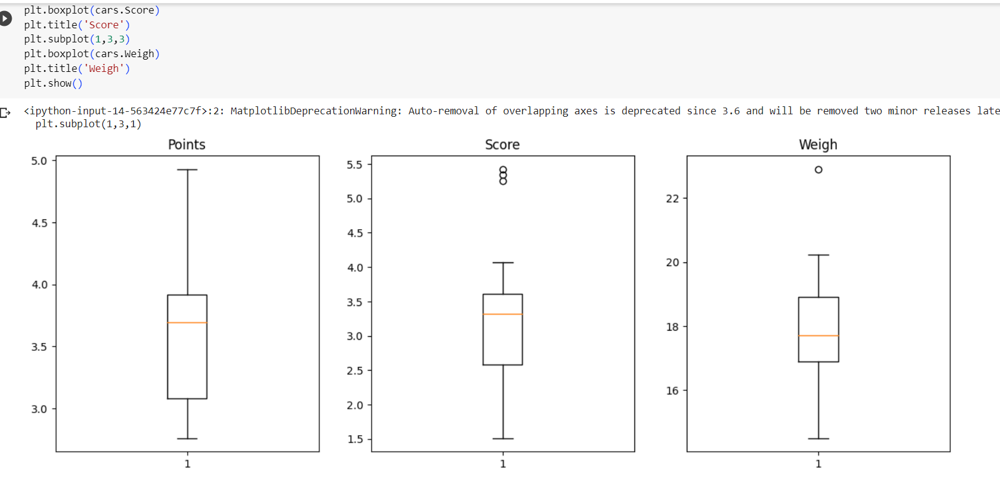 plt.boxplot(cars.Score)
plt.title('Score')
plt.subplot(1,3,3)
plt.boxplot(cars.Weigh)
plt.title('Weigh')
plt.show()
<ipython-input-14-563424e77c7f>:2: MatplotlibDeprecationWarning: Auto-removal of overlapping axes is deprecated since 3.6 and will be removed two minor releases late
plt.subplot(1,3,1)
Points Score Weigh
5.0
4.5
4.0
3.5
3.0
1
5.5
5.0
4.5
4.0
3.5
3.0
2.5
2.0
1.5
1
22
20
18
16
1